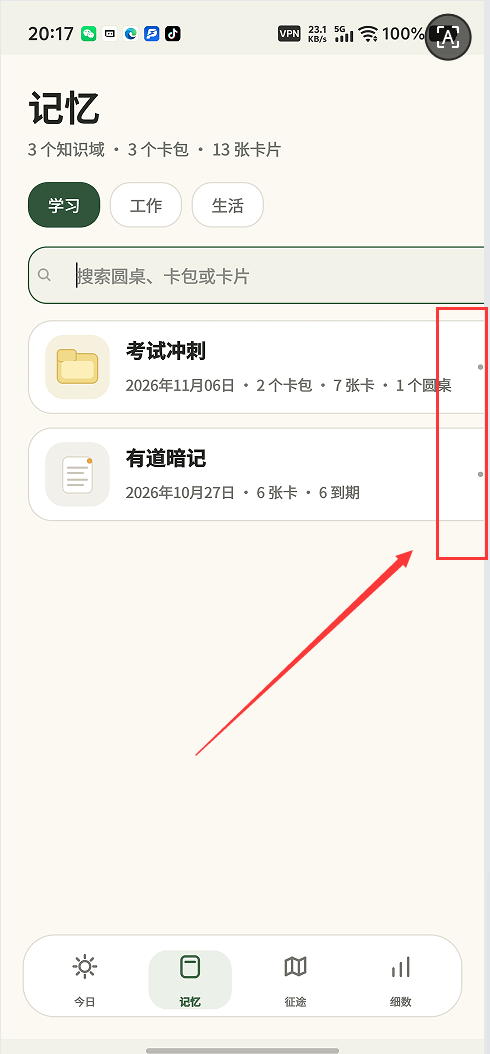 20:17 VPN 23.1 KB/s 5G 100% A
记忆
3 个知识域 · 3 个卡包 · 13 张卡片
学习 工作 生活
搜索圆桌、卡包或卡片
考试冲刺
2026年11月06日 · 2 个卡包 · 7 张卡 · 1 个圆桌
有道暗记
2026年10月27日 · 6 张卡 · 6 到期
今日 记忆 征途 细数